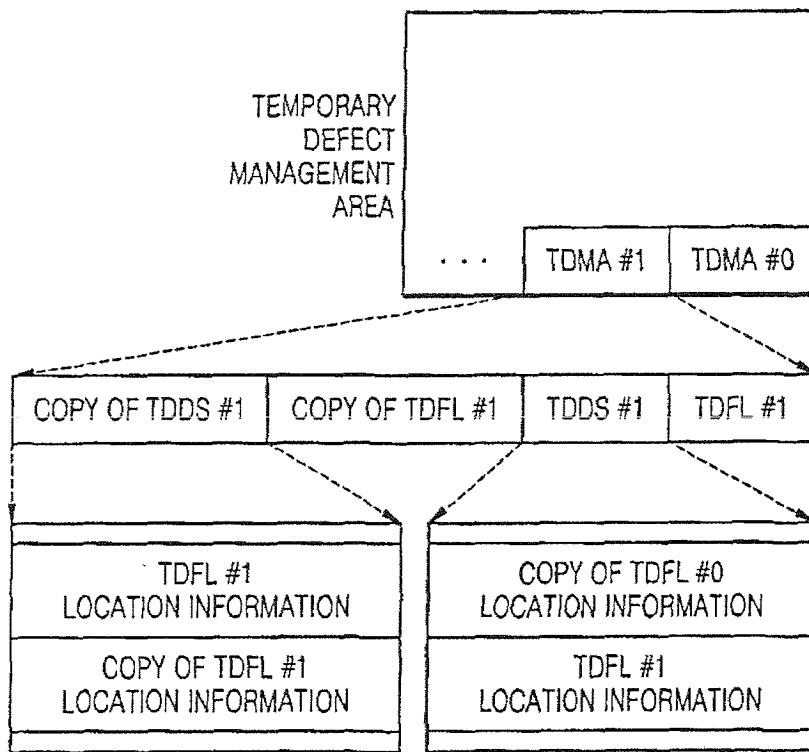 TEMPORARY
DEFECT
MANAGEMENT
AREA
. . .
TDMA #1
TDMA #0
COPY OF TDDS #1
COPY OF TDFL #1
TDDS #1
TDFL #1
TDFL #1
LOCATION INFORMATION
COPY OF TDFL #1
LOCATION INFORMATION
COPY OF TDFL #0
LOCATION INFORMATION
TDFL #1
LOCATION INFORMATION